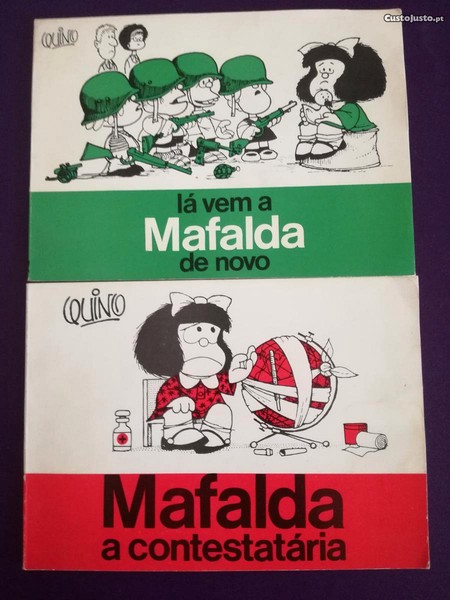 CustoJusto.pt
QUINO
lá vem a
Mafalda
de novo
QUINO
Mafalda
a contestatária